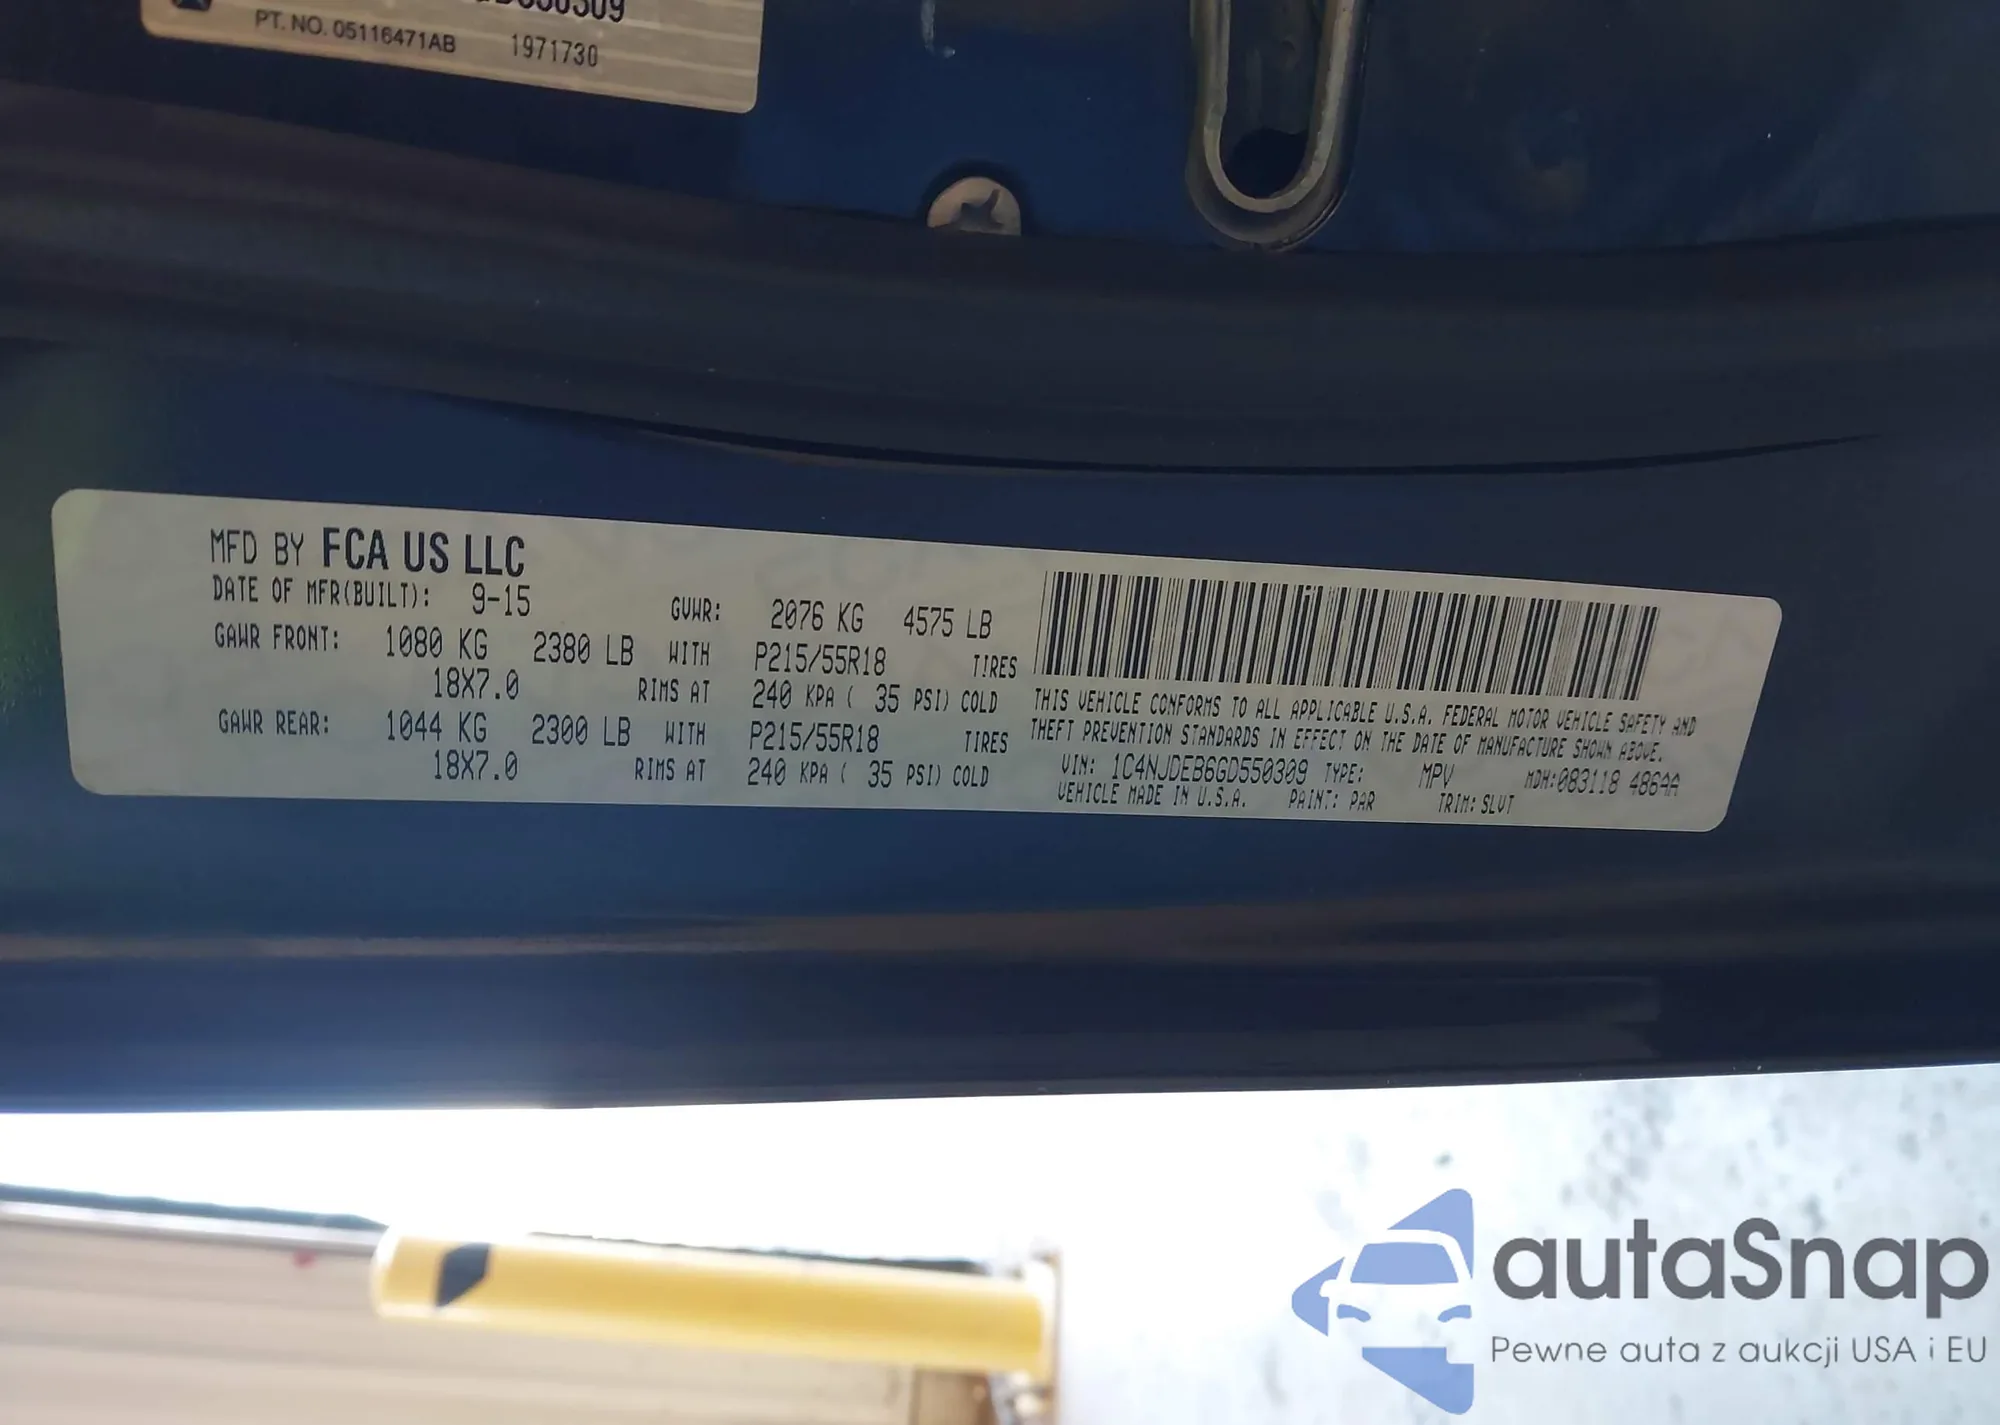 PT. NO. 05116471AB 1971730
MFD BY FCA US LLC
DATE OF MFR(BUILT): 9-15 GVWR: 2076 KG 4575 LB
GAWR FRONT: 1080 KG 2380 LB WITH P215/55R18 TIRES
18X7.0 RIMS AT 240 KPA ( 35 PSI) COLD
GAWR REAR: 1044 KG 2300 LB WITH P215/55R18 TIRES
18X7.0 RIMS AT 240 KPA ( 35 PSI) COLD
THIS VEHICLE CONFORMS TO ALL APPLICABLE U.S.A. FEDERAL MOTOR VEHICLE SAFETY AND
THEFT PREVENTION STANDARDS IN EFFECT ON THE DATE OF MANUFACTURE SHOWN ABOVE.
VIN: 1C4NJDEB6GD550309 TYPE: MPV MDH:083118 486AA
VEHICLE MADE IN U.S.A. PAINT: PAR TRIM: SLVT
autaSnap
Pewne auta z aukcji USA i EU